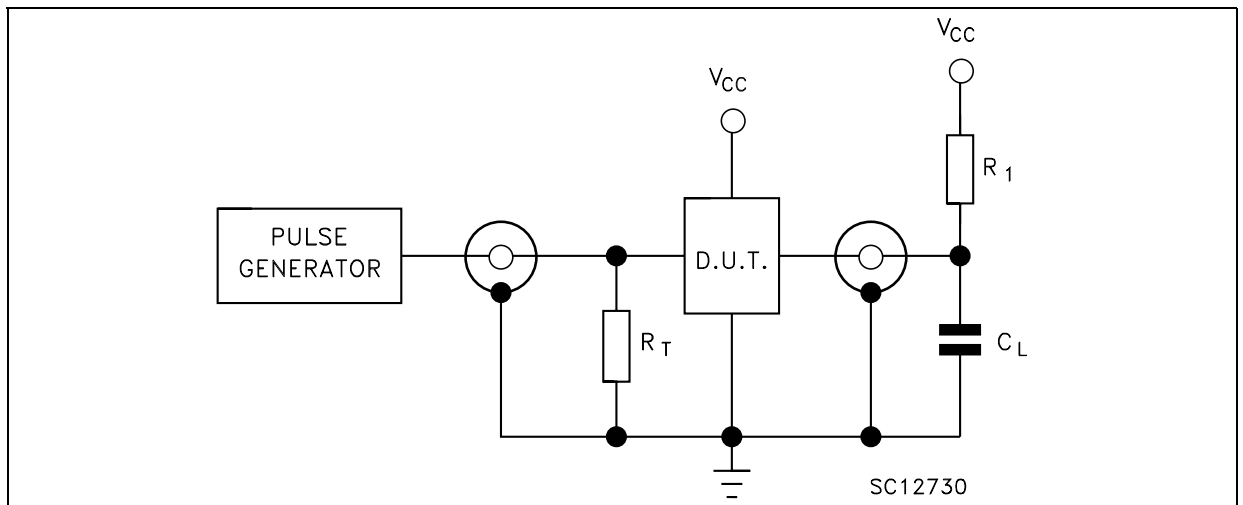 VCC
VCC
R1
PULSE
GENERATOR
D.U.T.
RT
CL
SC12730